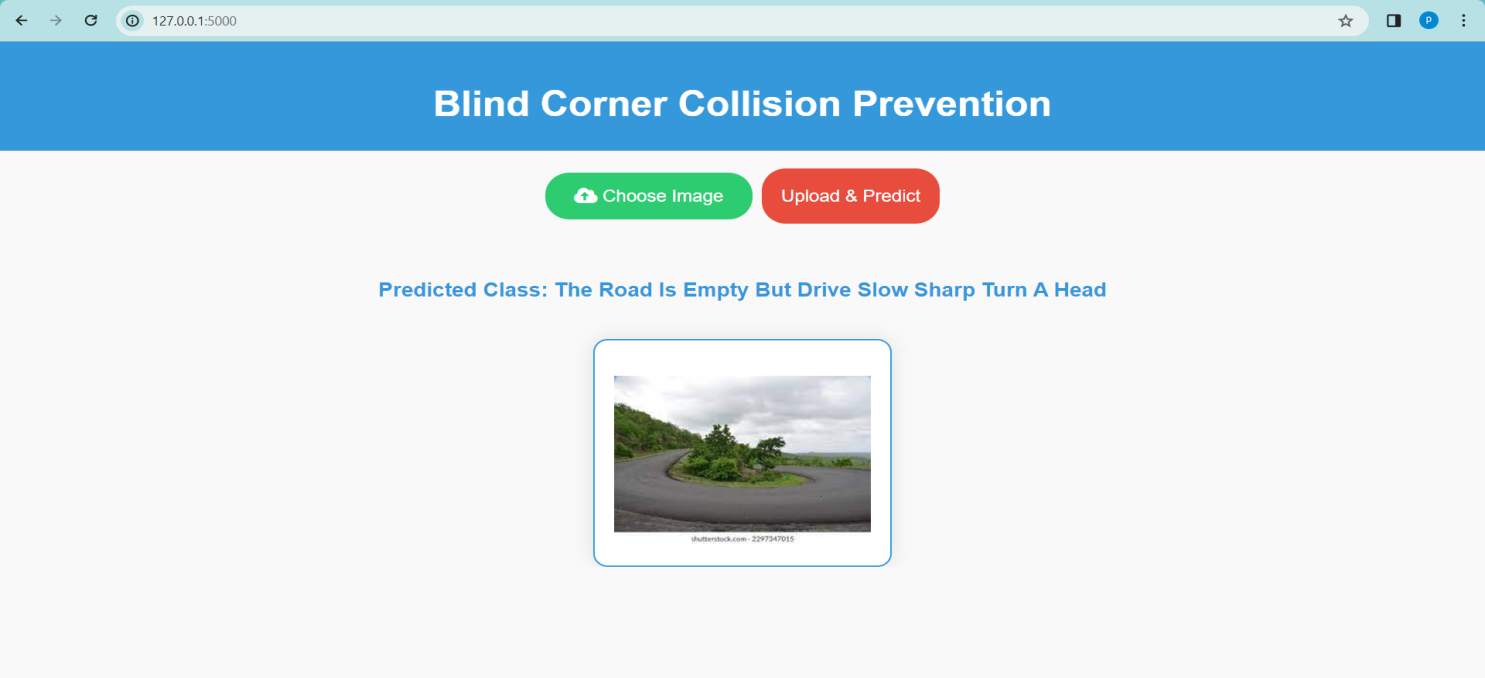 127.0.0.1:5000
P
Blind Corner Collision Prevention
Choose Image
Upload & Predict
Predicted Class: The Road Is Empty But Drive Slow Sharp Turn A Head
shutterstock.com · 2297347015